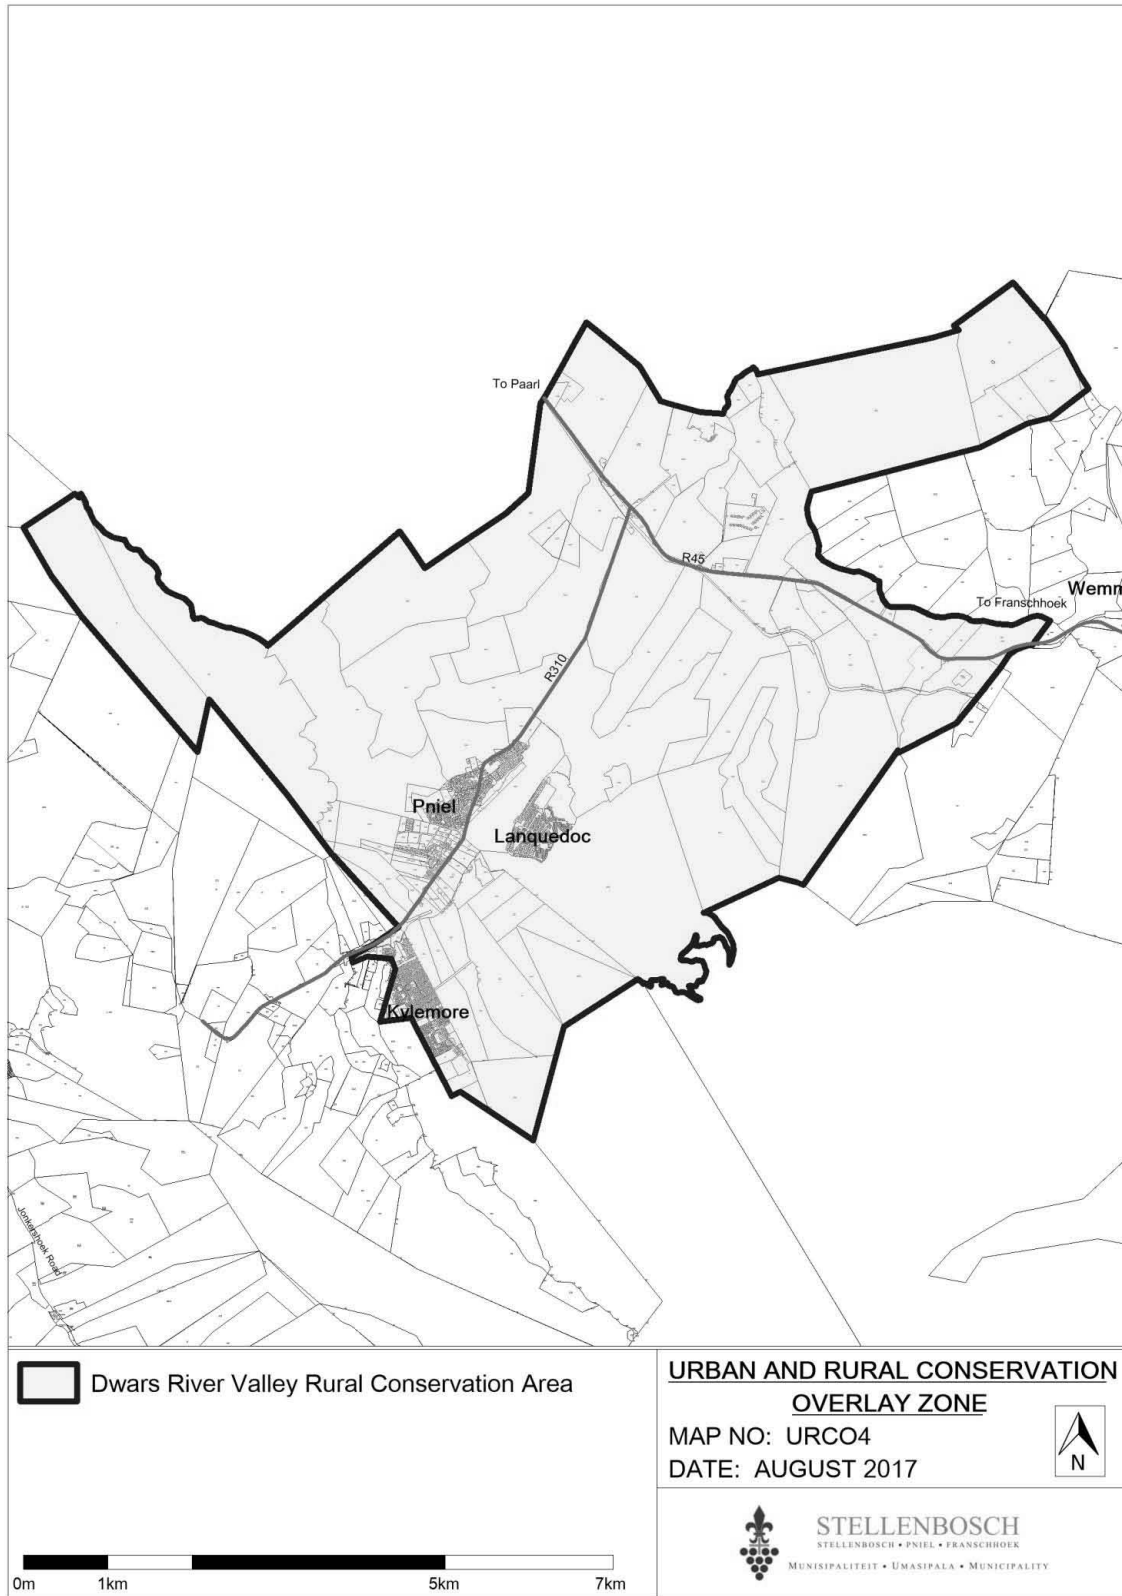 To Paarl
R45
To Franschhoek
Wemm
R310
Pniel
Lanquedoc
Kylemore
Jonkershoek Road
Dwars River Valley Rural Conservation Area
0m
1km
5km
7km
URBAN AND RURAL CONSERVATION
OVERLAY ZONE
MAP NO: URCO4
DATE: AUGUST 2017
N
STELLENBOSCH
STELLENBOSCH • PNIEL • FRANSCHHOEK
MUNISIPALITEIT • UMASIPALA • MUNICIPALITY